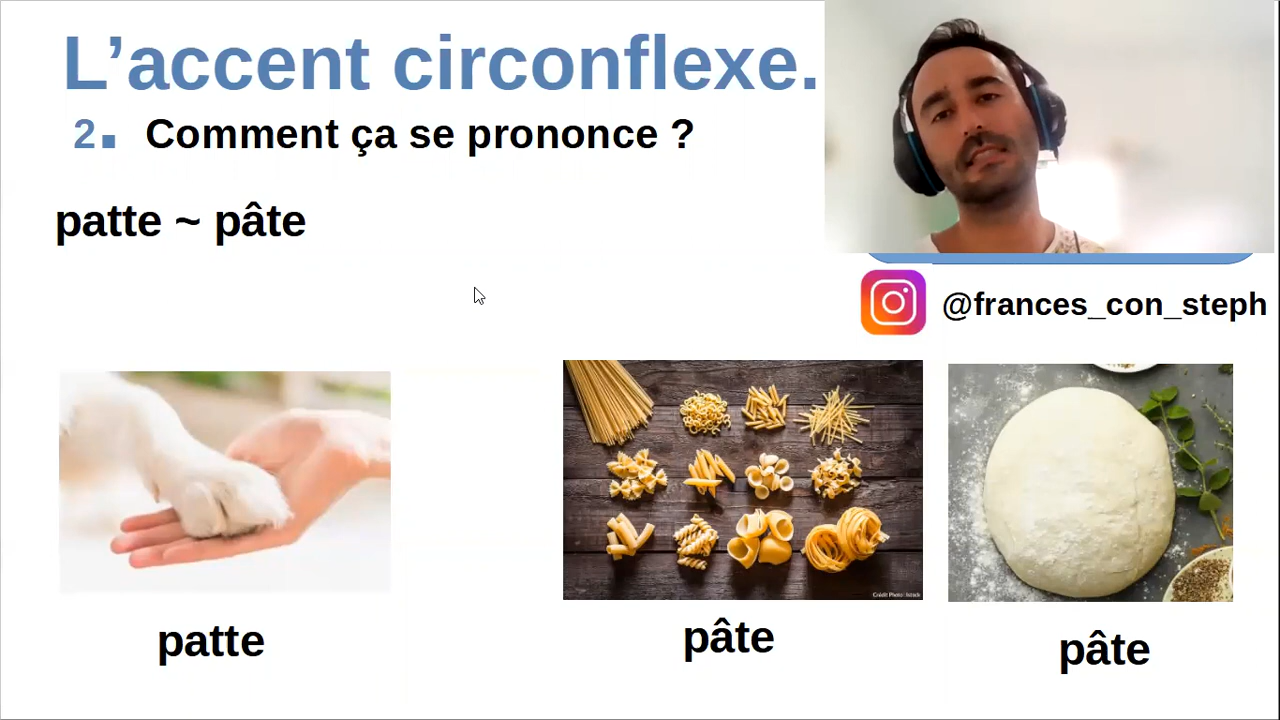 L’accent circonflexe.
2. Comment ça se prononce ?
patte ~ pâte
@frances_con_steph
patte
pâte
pâte